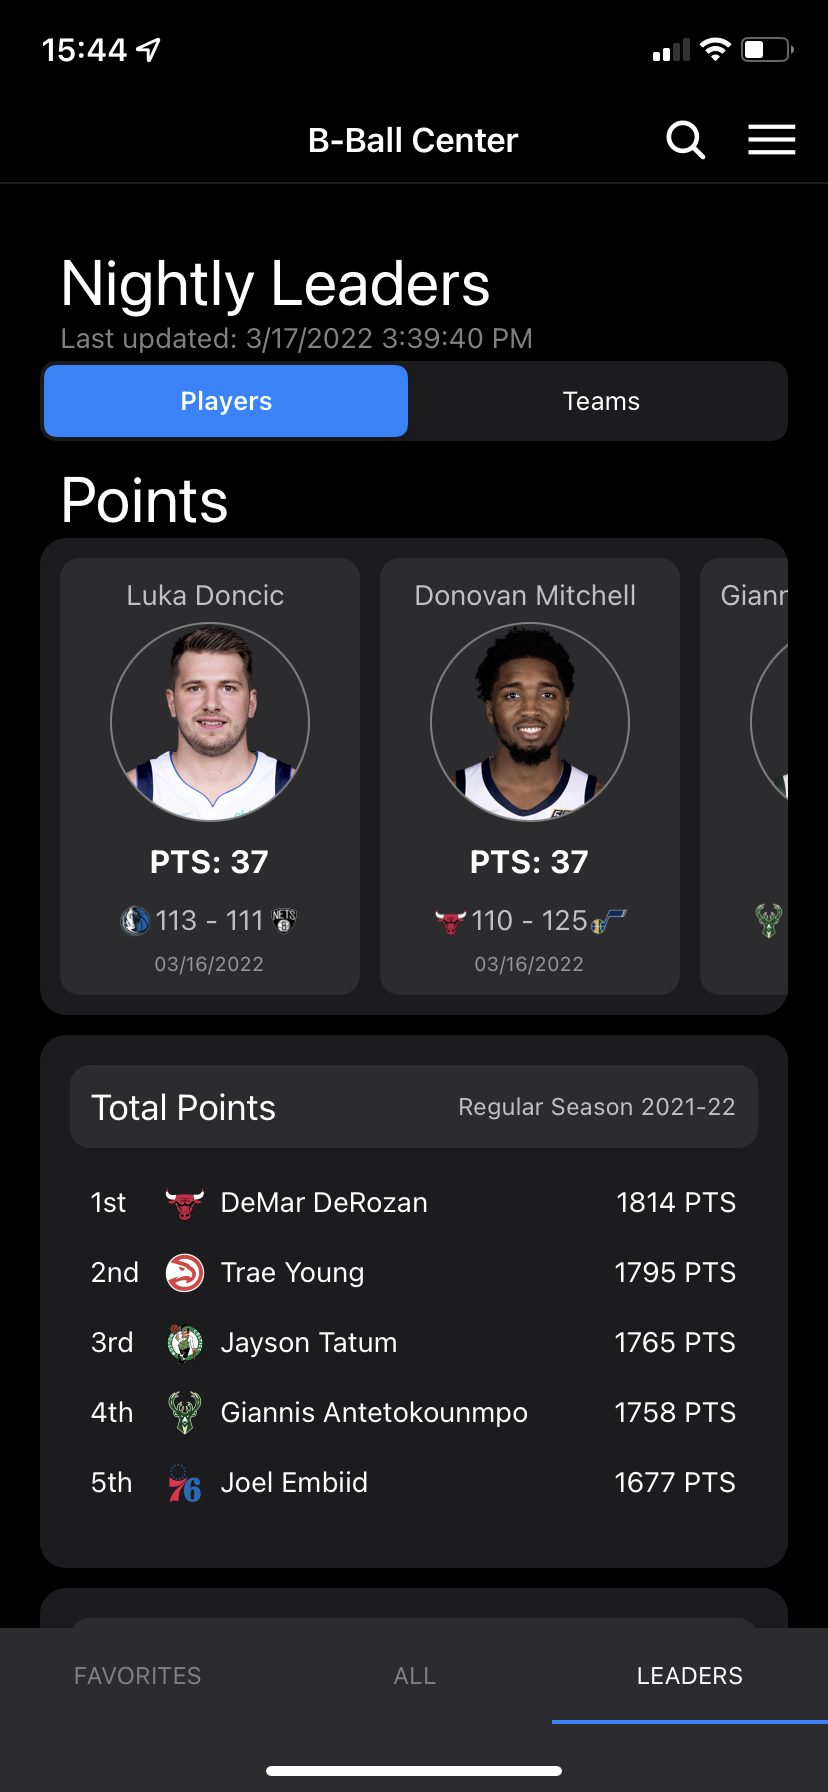 15:44
B-Ball Center
Nightly Leaders
Last updated: 3/17/2022 3:39:40 PM
Players Teams
Points
Luka Doncic
PTS: 37
113 - 111 NETS B
03/16/2022
Donovan Mitchell
PTS: 37
110 - 125
03/16/2022
Giann
Total Points Regular Season 2021-22
1st DeMar DeRozan 1814 PTS
2nd Trae Young 1795 PTS
3rd Jayson Tatum 1765 PTS
4th Giannis Antetokounmpo 1758 PTS
5th 76 Joel Embiid 1677 PTS
FAVORITES ALL LEADERS